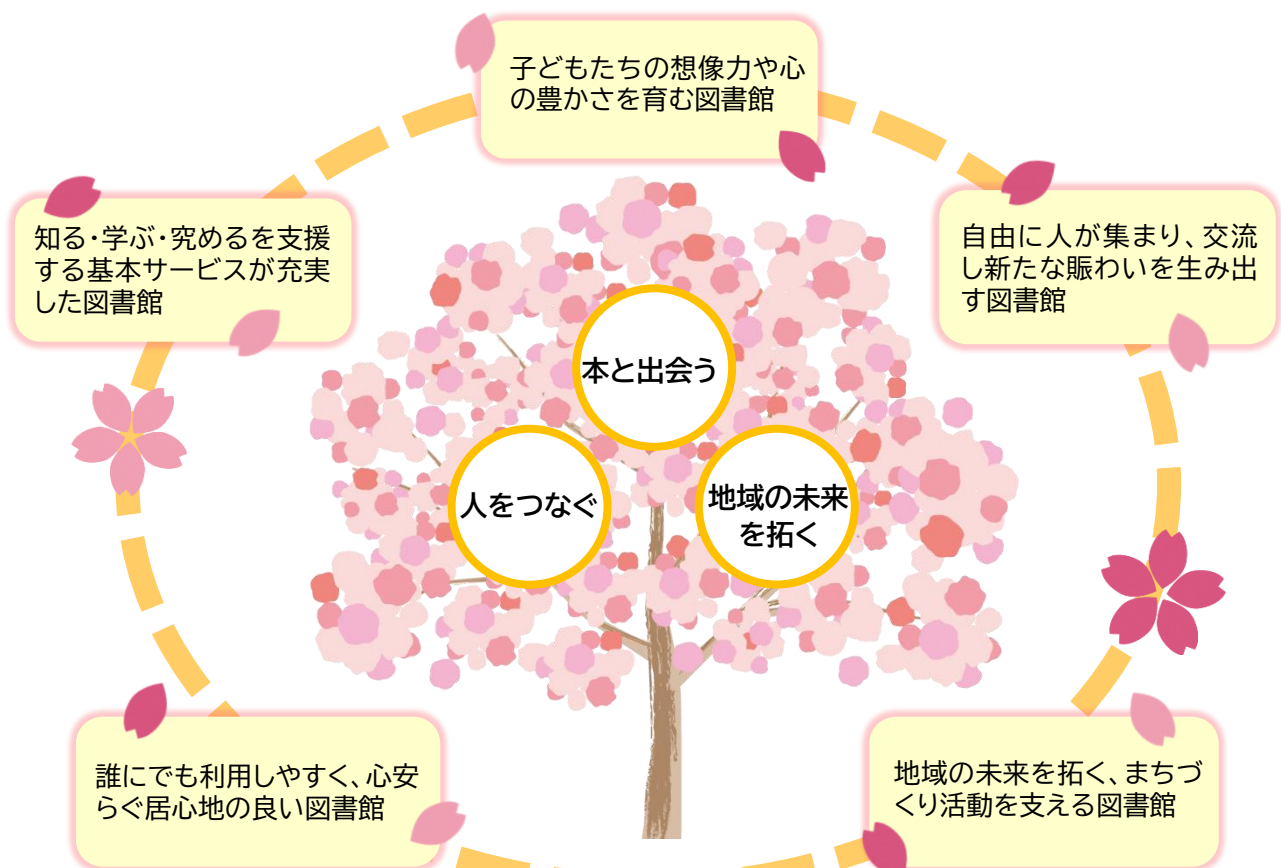 子どもたちの想像力や心
の豊かさを育む図書館
知る・学ぶ・究めるを支援
する基本サービスが充実
した図書館
自由に人が集まり、交流
し新たな賑わいを生み出
す図書館
本と出会う
人をつなぐ
地域の未来
を拓く
誰にでも利用しやすく、心安
らぐ居心地の良い図書館
地域の未来を拓く、まちづ
くり活動を支える図書館